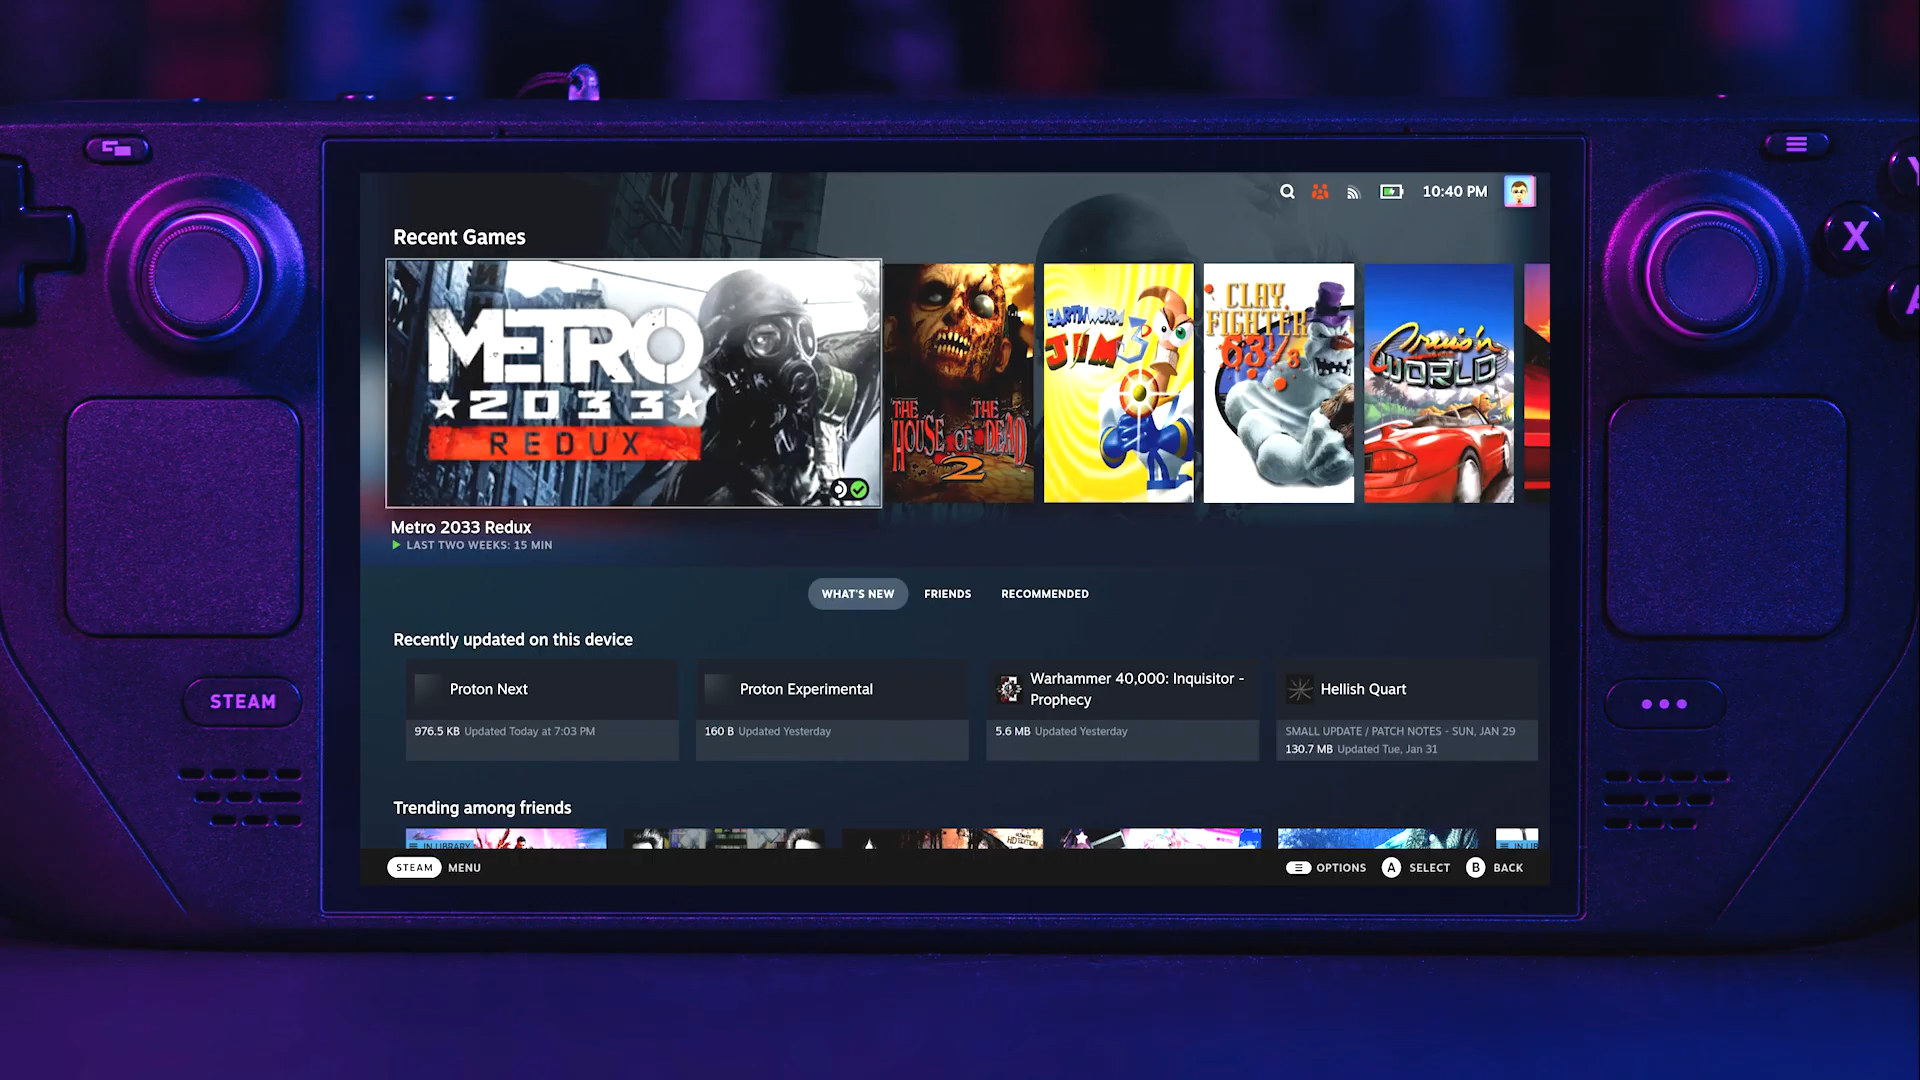 10:40 PM
Recent Games
METRO
2033
REDUX
THE HOUSE OF THE DEAD
2
EARTHWORM
JIM 3
CLAY
FIGHTER
63 1/3
Cruis'n
WORLD
Metro 2033 Redux
LAST TWO WEEKS: 15 MIN
WHAT'S NEW
FRIENDS
RECOMMENDED
Recently updated on this device
Proton Next
976.5 KB Updated Today at 7:03 PM
Proton Experimental
160 B Updated Yesterday
Warhammer 40,000: Inquisitor -
Prophecy
5.6 MB Updated Yesterday
Hellish Quart
SMALL UPDATE / PATCH NOTES - SUN, JAN 29
130.7 MB Updated Tue, Jan 31
Trending among friends
IN LIBRARY
STEAM MENU
OPTIONS
A SELECT
B BACK
STEAM
X